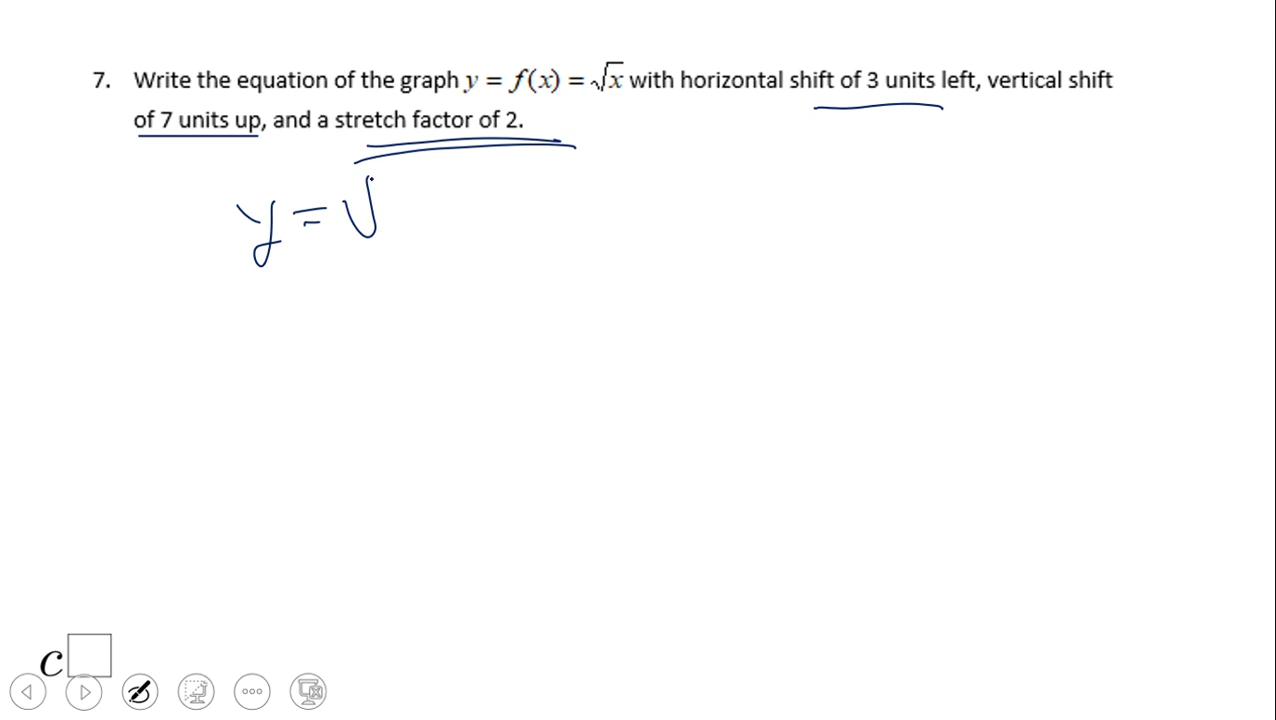 7. Write the equation of the graph y = f(x) = √x with horizontal shift of 3 units left, vertical shift
of 7 units up, and a stretch factor of 2.
y = √
c